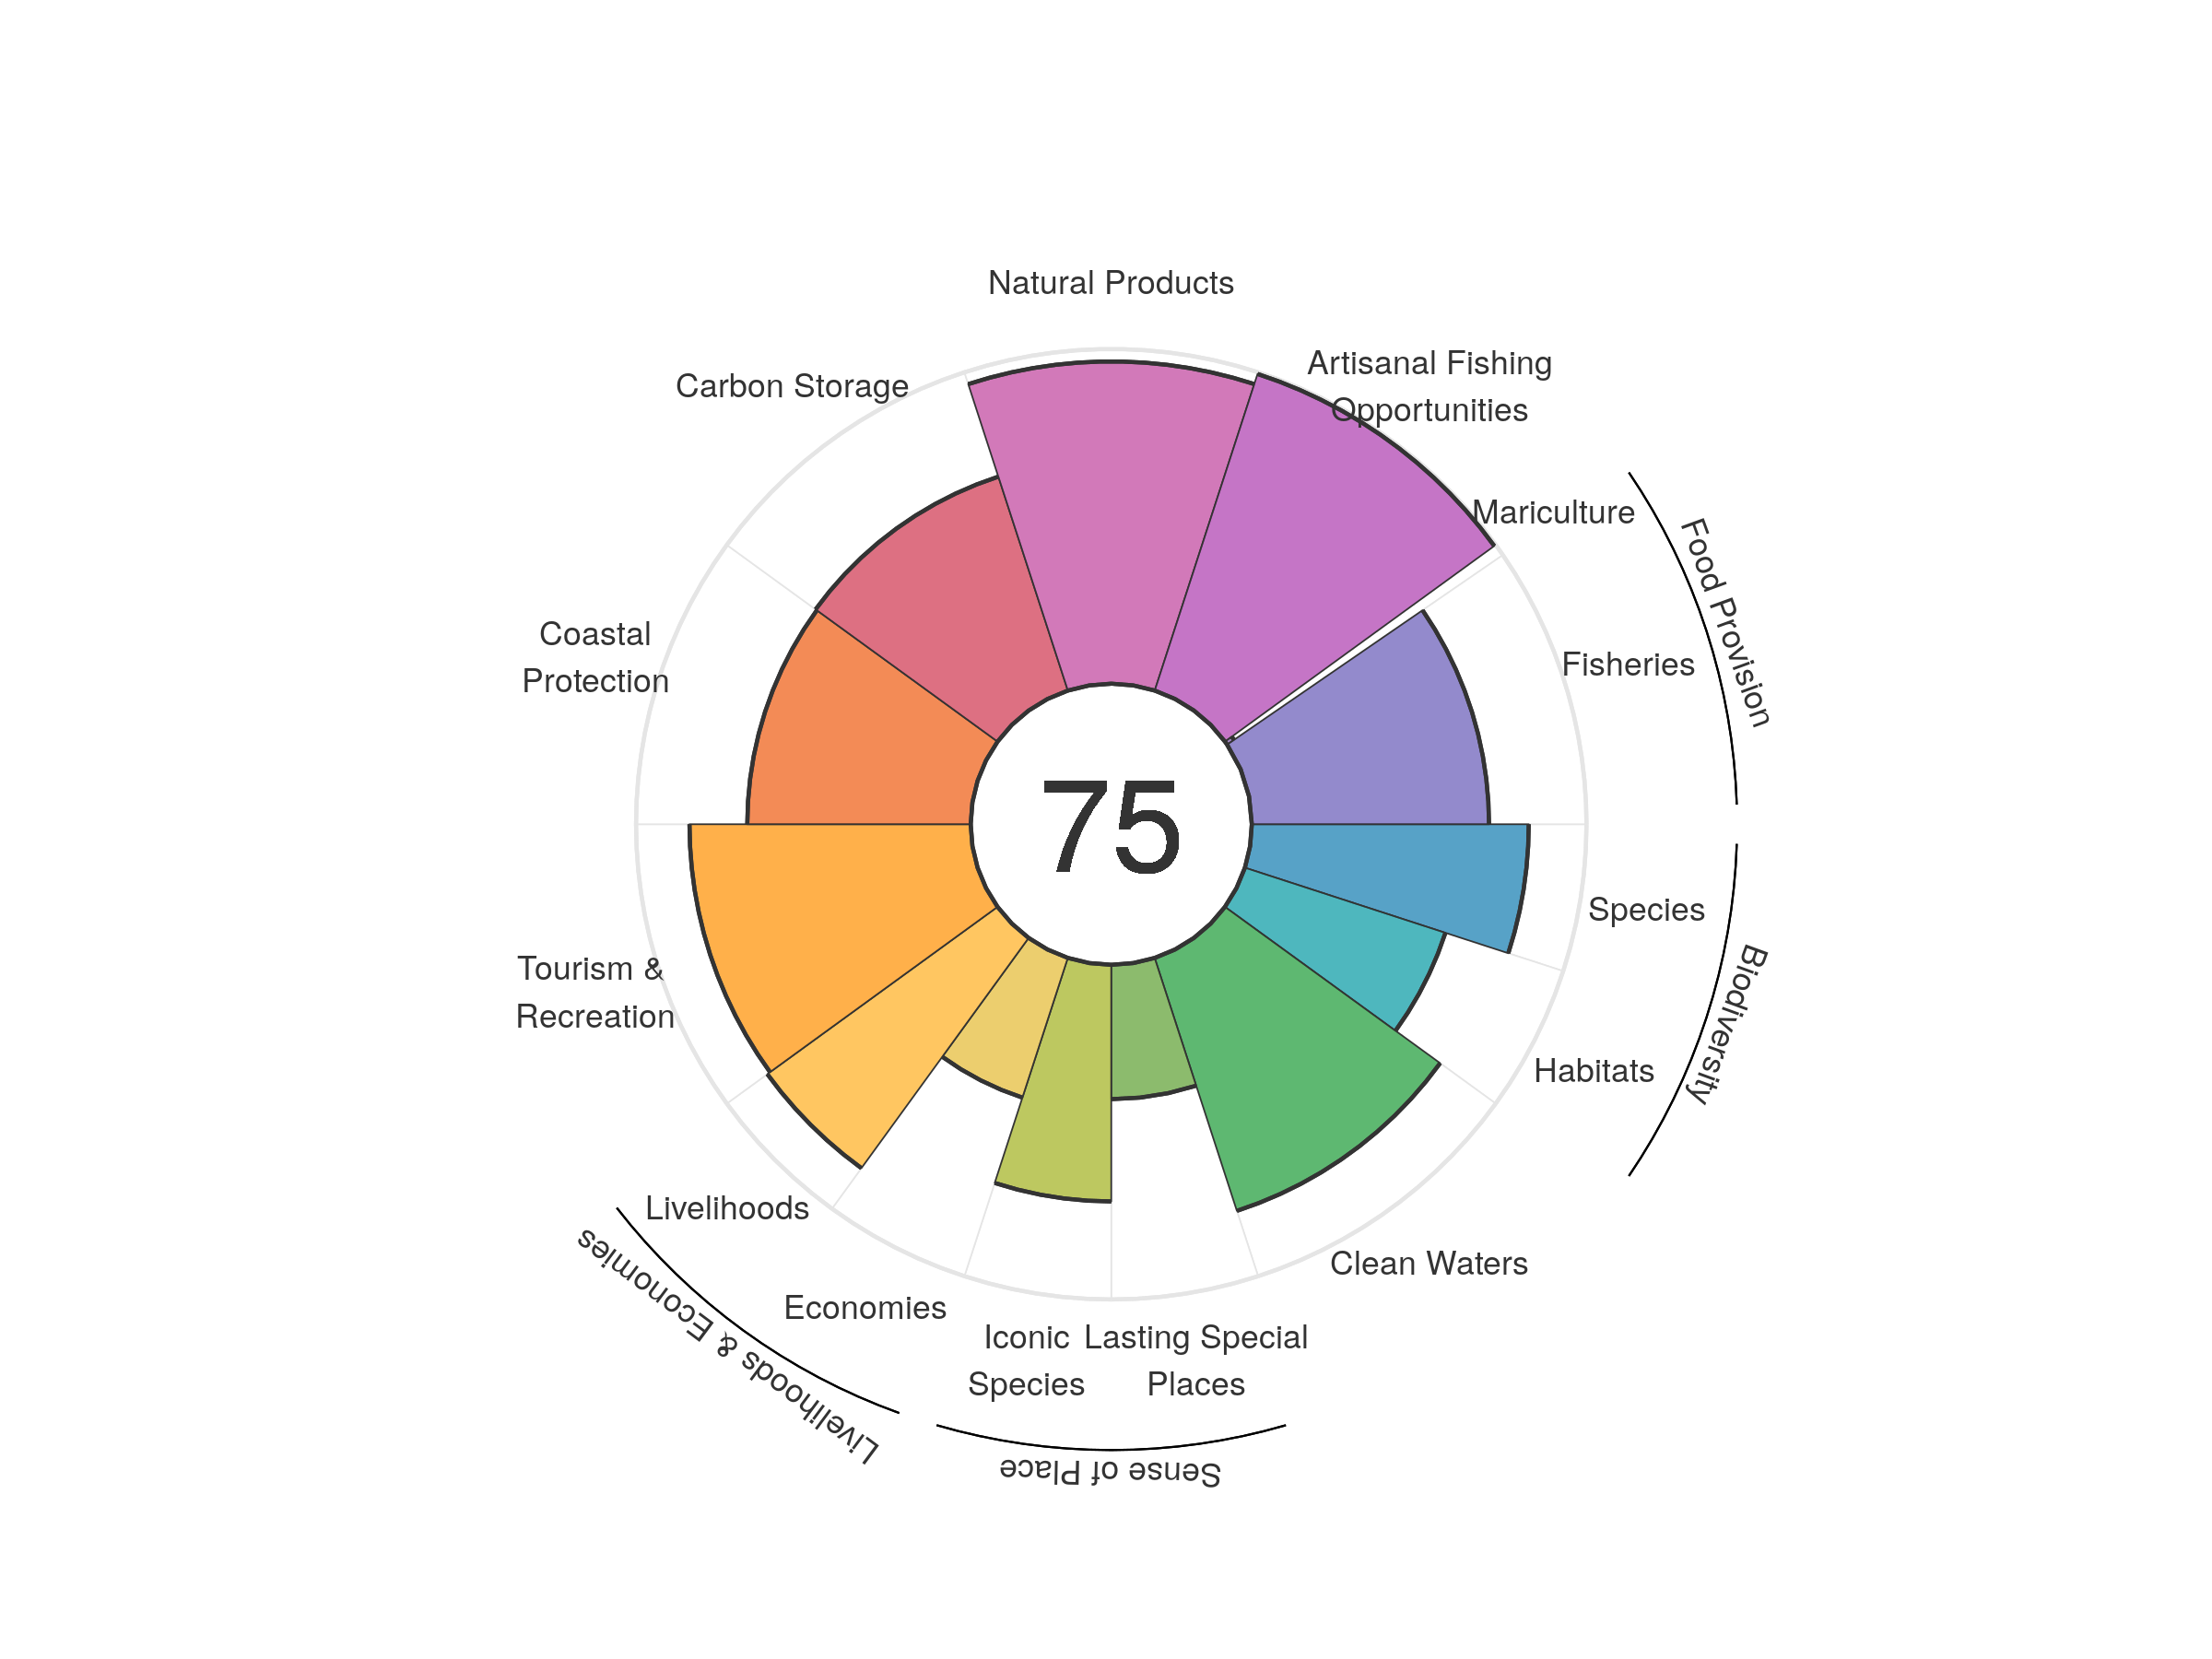 Natural Products
Artisanal Fishing
Opportunities
Carbon Storage
Mariculture
Food Provision
Coastal
Protection
Fisheries
75
Species
Biodiversity
Tourism &
Recreation
Habitats
Livelihoods
Livelihoods & Economies
Clean Waters
Economies
Iconic
Species
Lasting Special
Places
Sense of Place